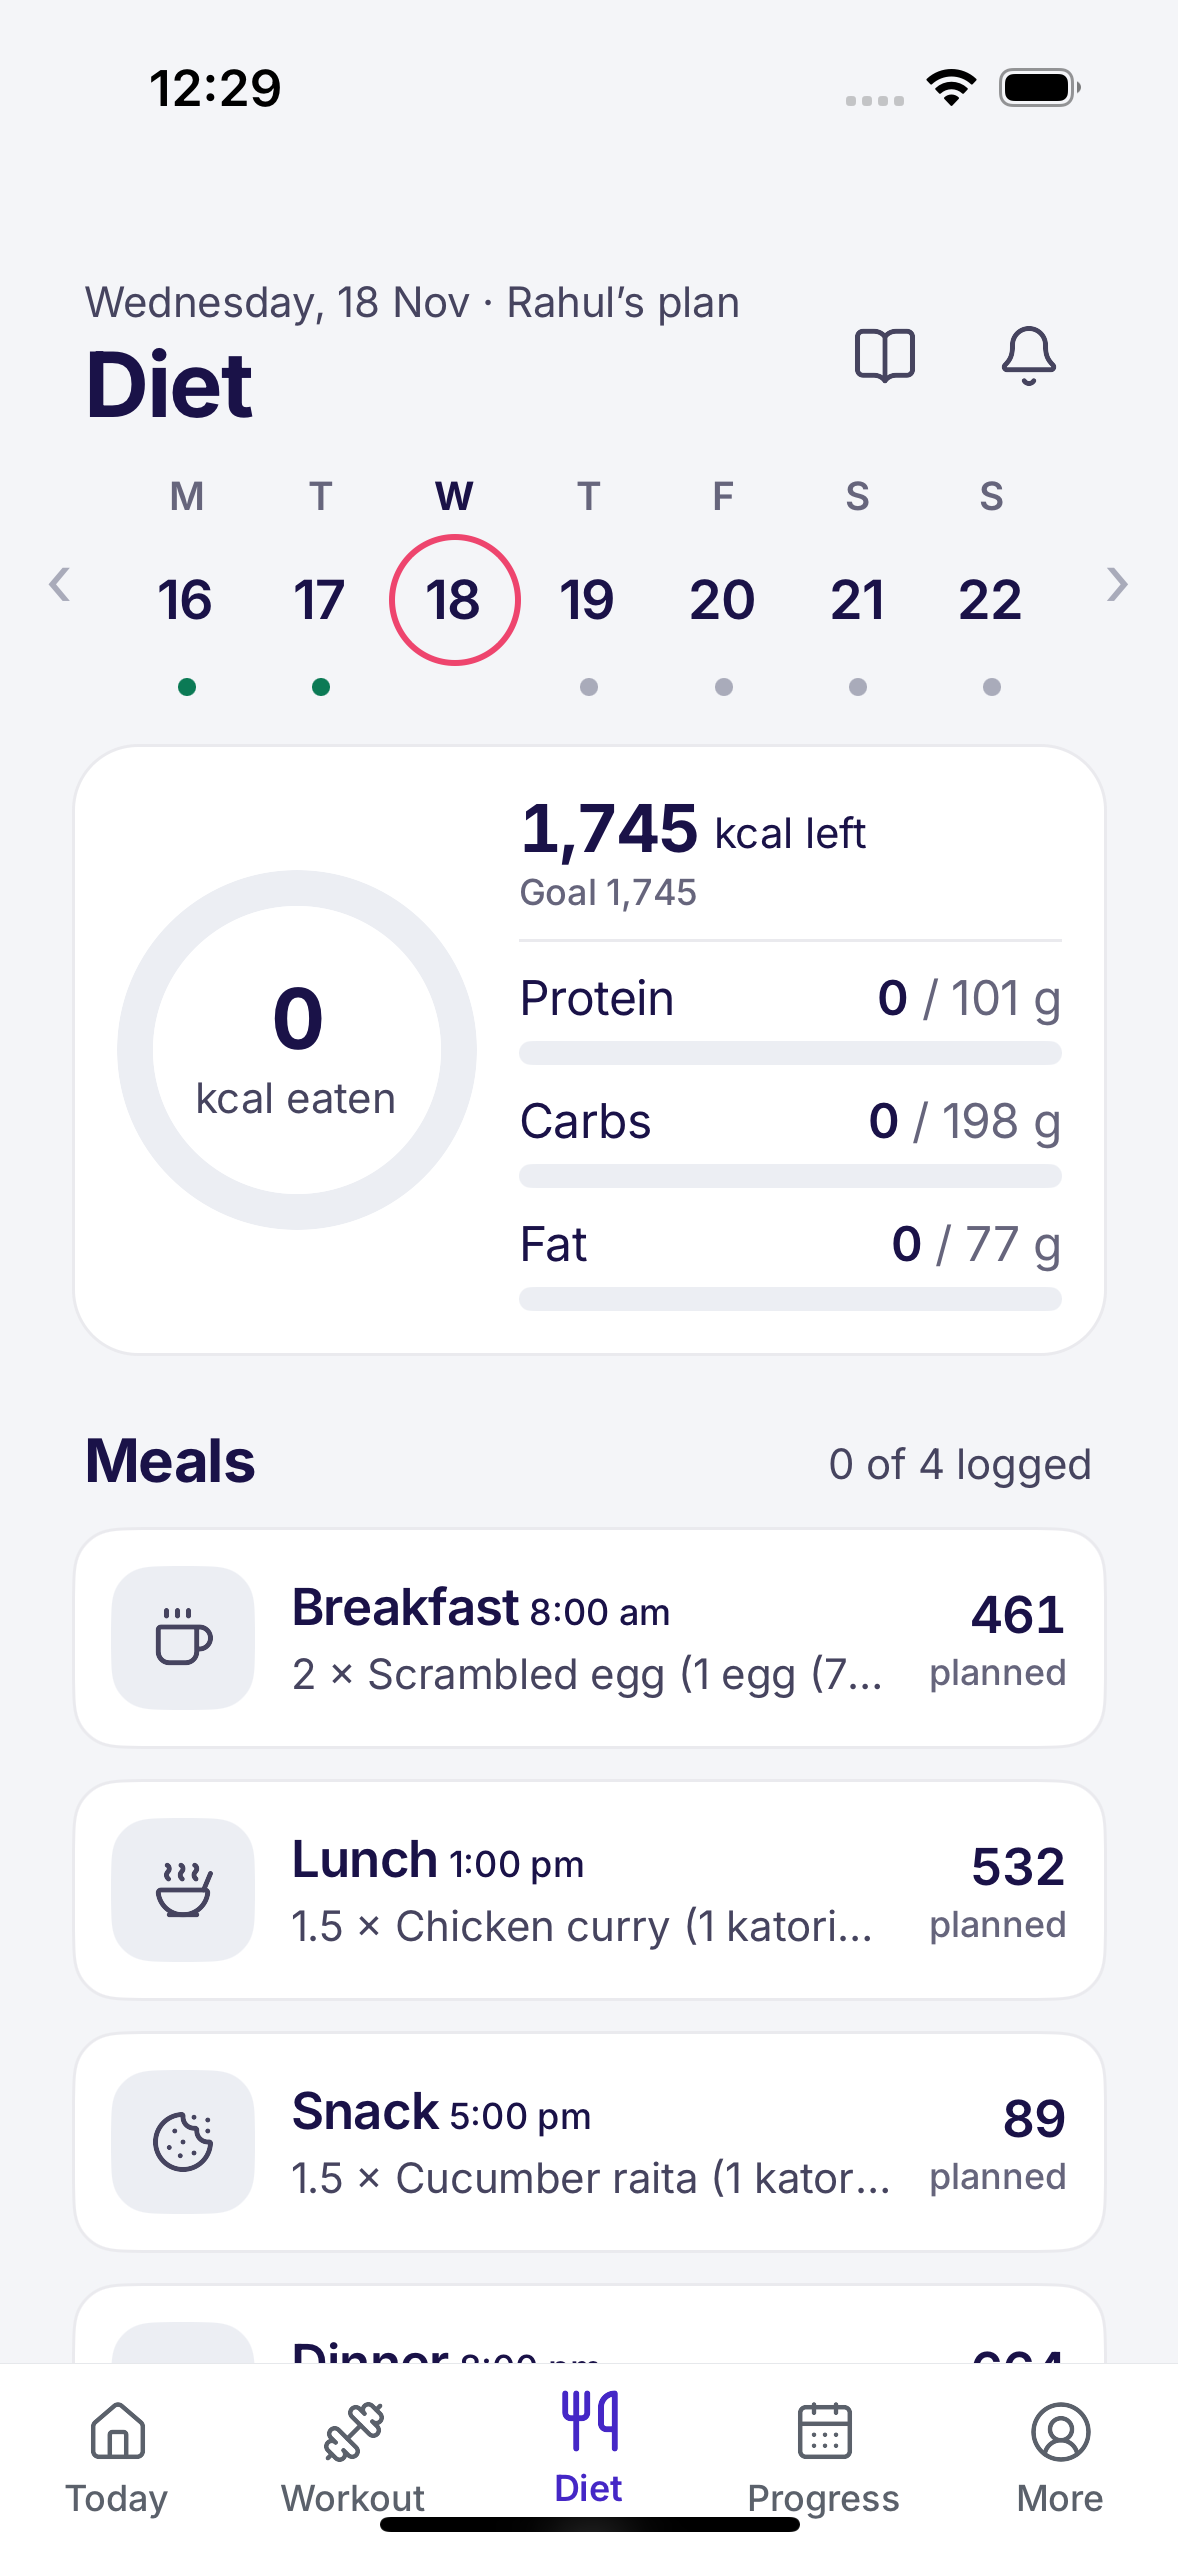 12:29
Wednesday, 18 Nov · Rahul’s plan
Diet
M T W T F S S
16 17 18 19 20 21 22
1,745 kcal left
Goal 1,745
0
kcal eaten
Protein 0 / 101 g
Carbs 0 / 198 g
Fat 0 / 77 g
Meals 0 of 4 logged
Breakfast 8:00 am 461
2 × Scrambled egg (1 egg (7... planned
Lunch 1:00 pm 532
1.5 × Chicken curry (1 katori... planned
Snack 5:00 pm 89
1.5 × Cucumber raita (1 kator... planned
Dinner 8:00 pm
Today Workout Diet Progress More